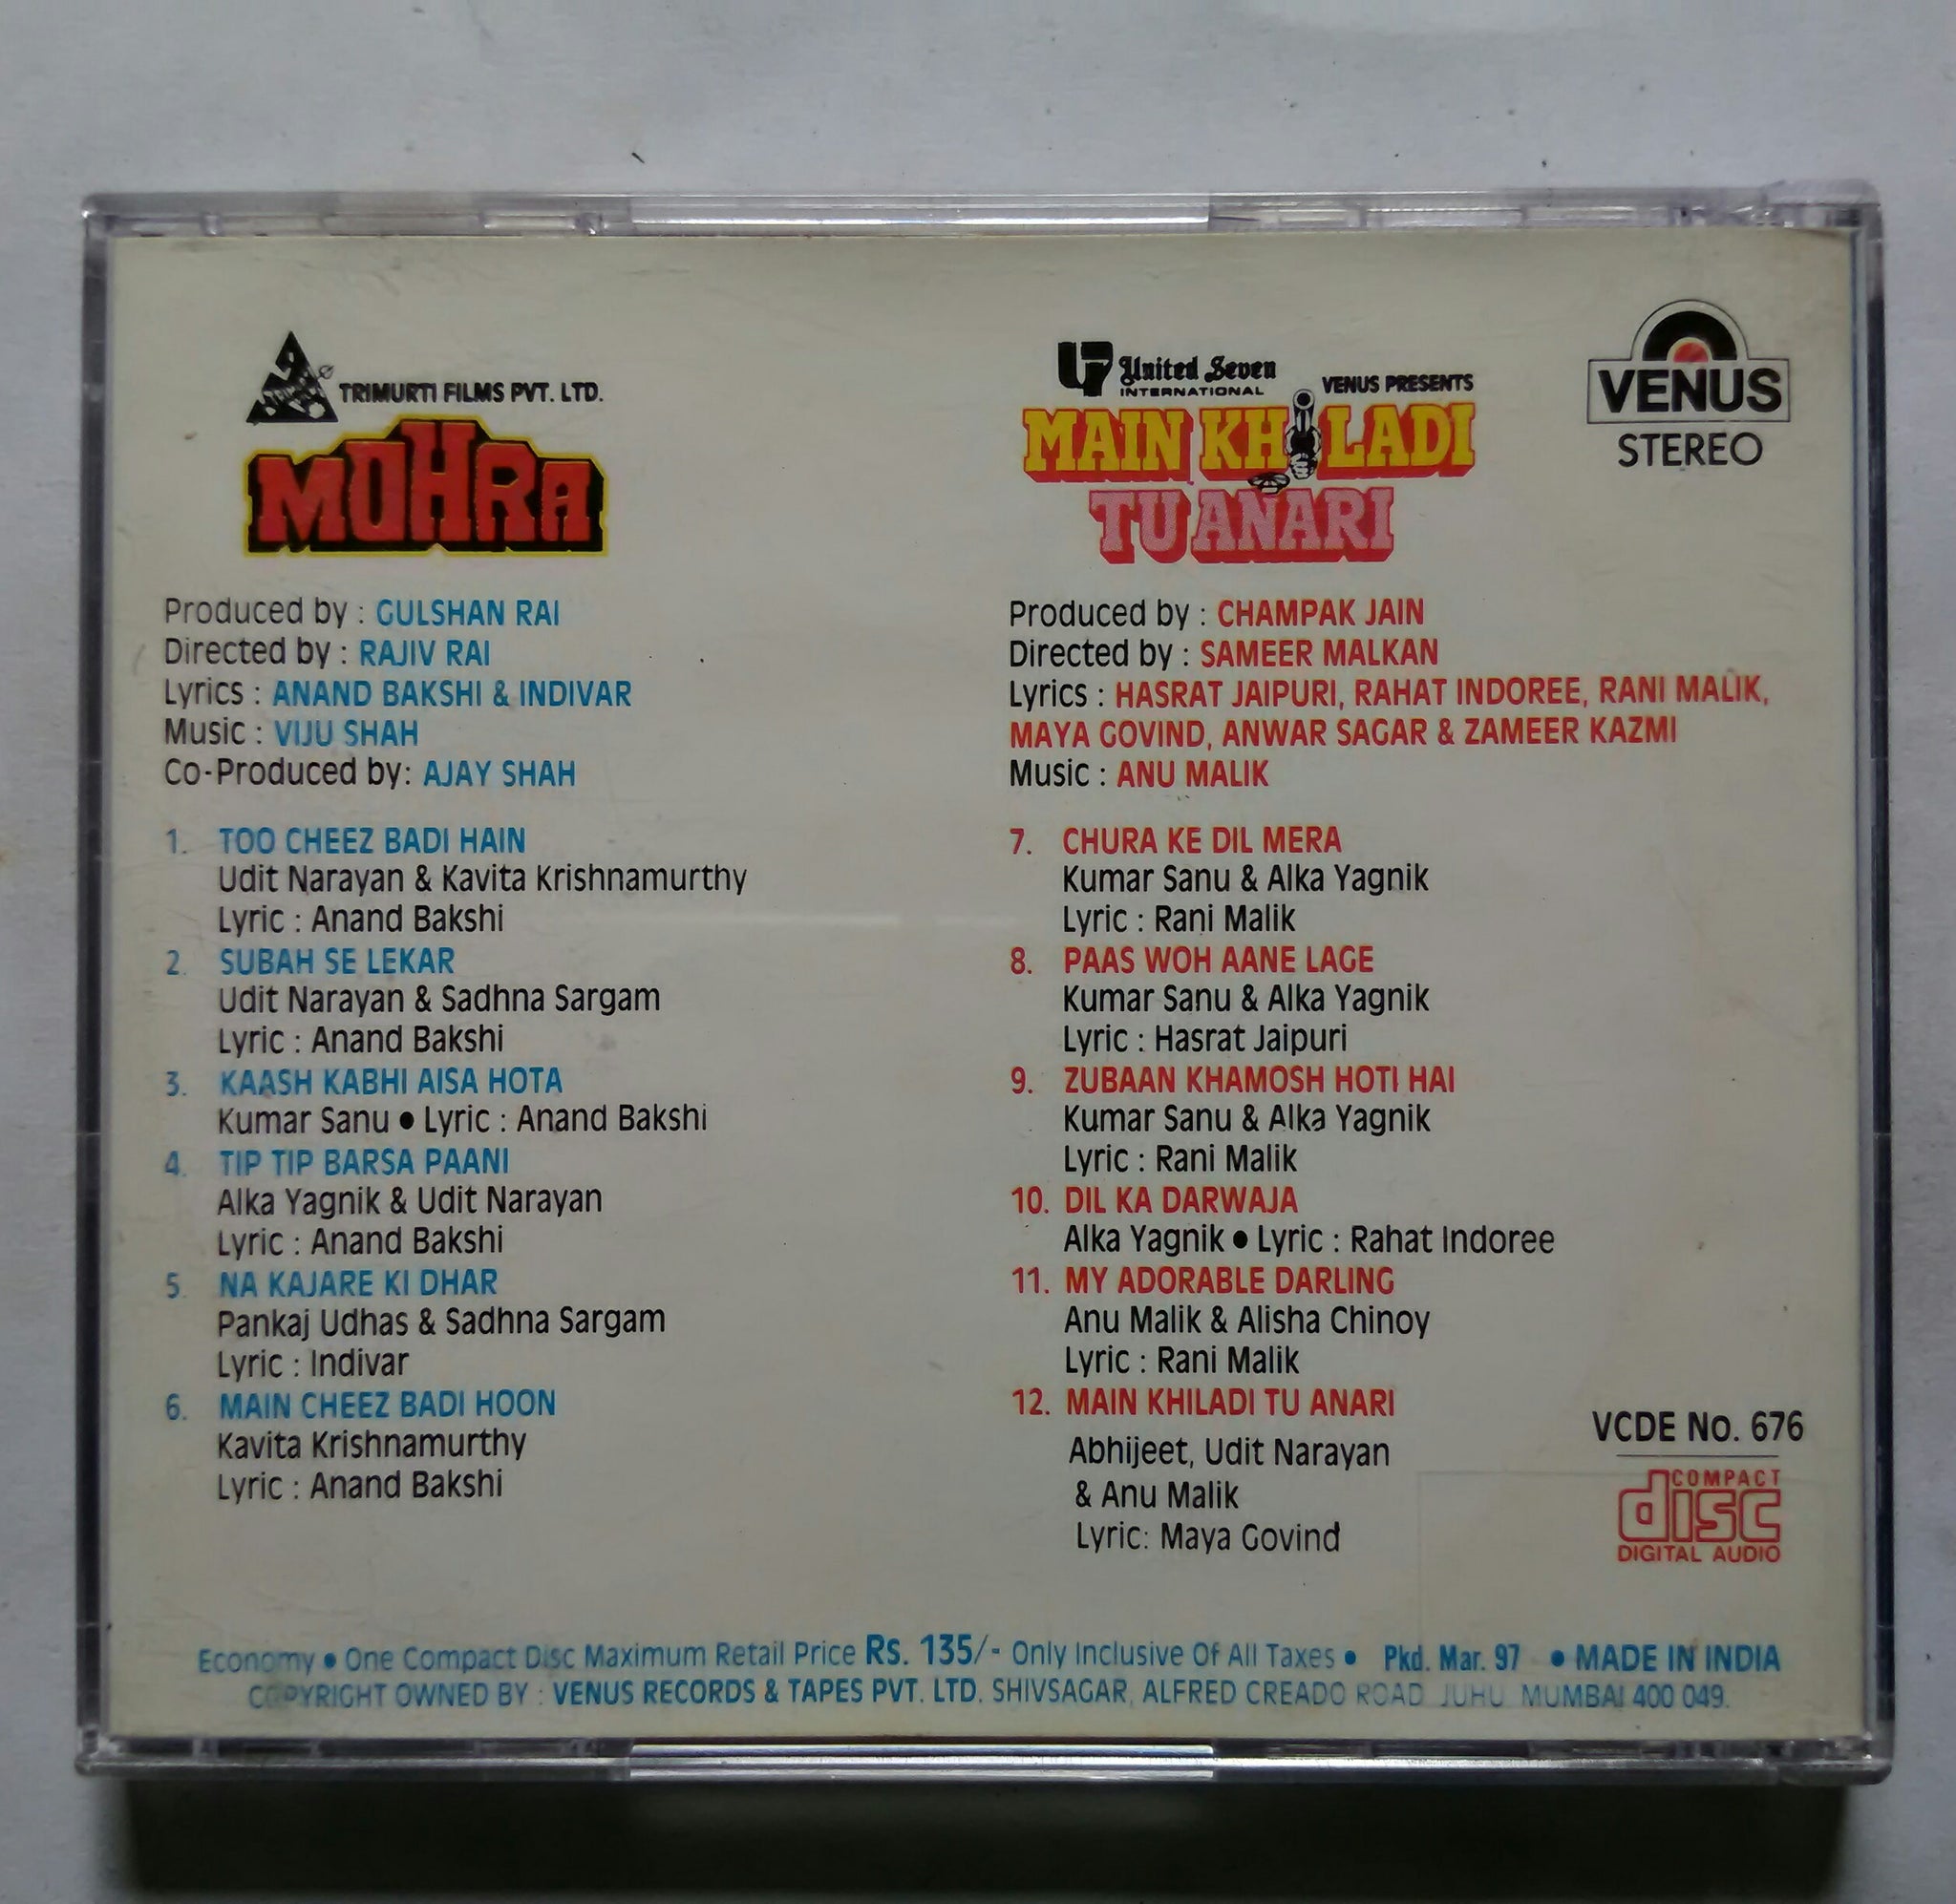 TRIMURTI FILMS PVT. LTD.
MOHRA
Produced by : GULSHAN RAI
Directed by : RAJIV RAI
Lyrics : ANAND BAKSHI & INDIVAR
Music : VIJU SHAH
Co-Produced by: AJAY SHAH
1. TOO CHEEZ BADI HAIN
Udit Narayan & Kavita Krishnamurthy
Lyric : Anand Bakshi
2. SUBAH SE LEKAR
Udit Narayan & Sadhna Sargam
Lyric : Anand Bakshi
3. KAASH KABHI AISA HOTA
Kumar Sanu ● Lyric : Anand Bakshi
4. TIP TIP BARSA PAANI
Alka Yagnik & Udit Narayan
Lyric : Anand Bakshi
5. NA KAJARE KI DHAR
Pankaj Udhas & Sadhna Sargam
Lyric : Indivar
6. MAIN CHEEZ BADI HOON
Kavita Krishnamurthy
Lyric : Anand Bakshi
U7 United Seven
INTERNATIONAL
VENUS PRESENTS
MAIN KHILADI
TU ANARI
Produced by : CHAMPAK JAIN
Directed by : SAMEER MALKAN
Lyrics : HASRAT JAIPURI, RAHAT INDOREE, RANI MALIK,
MAYA GOVIND, ANWAR SAGAR & ZAMEER KAZMI
Music : ANU MALIK
7. CHURA KE DIL MERA
Kumar Sanu & Alka Yagnik
Lyric : Rani Malik
8. PAAS WOH AANE LAGE
Kumar Sanu & Alka Yagnik
Lyric : Hasrat Jaipuri
9. ZUBAAN KHAMOSH HOTI HAI
Kumar Sanu & Alka Yagnik
Lyric : Rani Malik
10. DIL KA DARWAJA
Alka Yagnik ● Lyric : Rahat Indoree
11. MY ADORABLE DARLING
Anu Malik & Alisha Chinoy
Lyric : Rani Malik
12. MAIN KHILADI TU ANARI
Abhijeet, Udit Narayan
& Anu Malik
Lyric: Maya Govind
VENUS
STEREO
VCDE No. 676
COMPACT
disc
DIGITAL AUDIO
Economy ● One Compact Disc Maximum Retail Price Rs. 135/- Only Inclusive Of All Taxes ● Pkd. Mar. 97 ● MADE IN INDIA
COPYRIGHT OWNED BY : VENUS RECORDS & TAPES PVT. LTD. SHIVSAGAR, ALFRED CREADO ROAD JUHU MUMBAI 400 049.